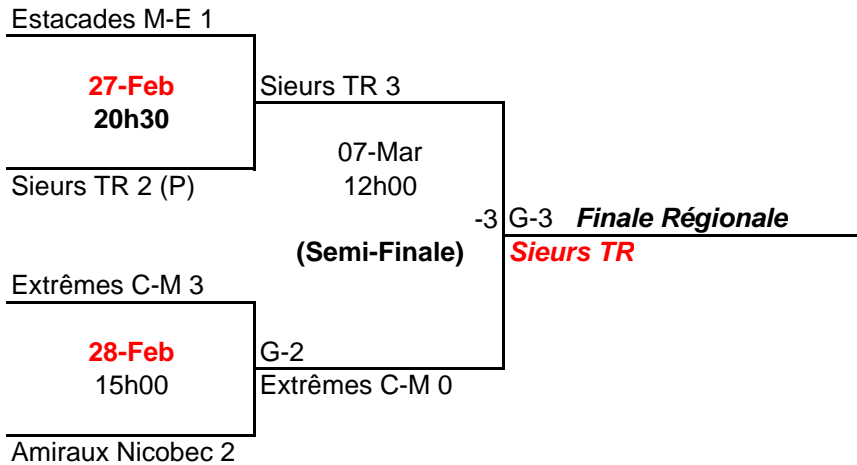 Estacades M-E 1
27-Feb
20h30
Sieurs TR 3
Sieurs TR 2 (P)
07-Mar
12h00
-3 G-3 Finale Régionale
(Semi-Finale)
Sieurs TR
Extrêmes C-M 3
28-Feb
15h00
G-2
Extrêmes C-M 0
Amiraux Nicobec 2